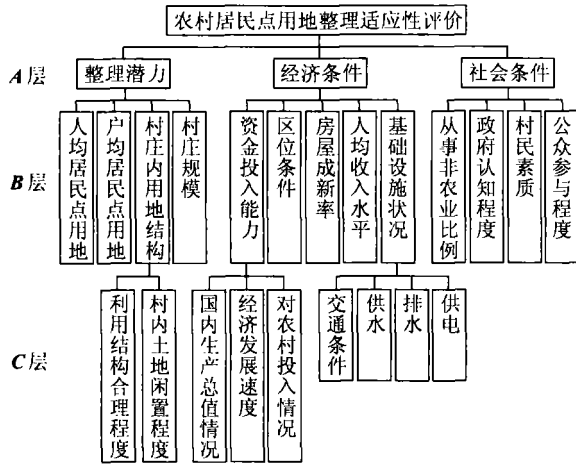 农村居民点用地整理适应性评价
A层
整理潜力
经济条件
社会条件
B层
人均居民点用地
户均居民点用地
村庄内用地结构
村庄规模
资金投入能力
区位条件
房屋成新率
人均收入水平
基础设施状况
从事非农业比例
政府认知程度
村民素质
公众参与程度
C层
利用结构合理程度
村内土地闲置程度
国内生产总值情况
经济发展速度
对农村投入情况
交通条件
供水
排水
供电